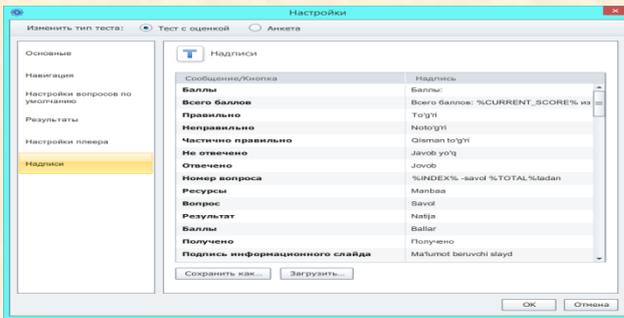 Настройки
Изменить тип теста: Тест с оценкой Анкета
Основные
Навигация
Настройки вопросов по умолчанию
Результаты
Настройки плеера
Надписи
Надписи
Сообщение/Кнопка Надпись
Баллы Баллы:
Всего баллов Всего баллов: %CURRENT_SCORE% из
Правильно To'g'ri
Неправильно Noto'g'ri
Частично правильно Qisman to'g'ri
Не отвечено Javob yo'q
Отвечено Jovob
Номер вопроса %INDEX% -savol %TOTAL%tadan
Ресурсы Manbaa
Вопрос Savol
Результат Natija
Баллы Ballar
Получено Получено
Подпись информационного слайда Ma'lumot beruvchi slayd
Сохранить как... Загрузить...
OK Отмена